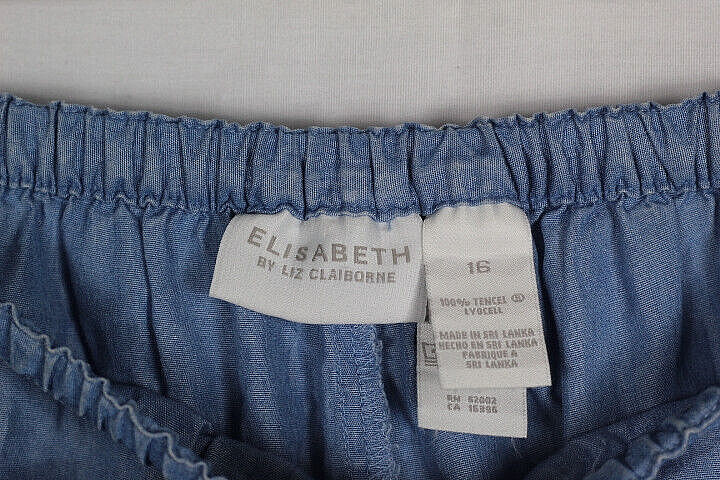 ELISABETH
BY LIZ CLAIBORNE
16
100% TENCEL ®
LYOCELL
MADE IN SRI LANKA
HECHO EN SRI LANKA
FABRIQUE A
SRI LANKA
RN 62002
CA 16396